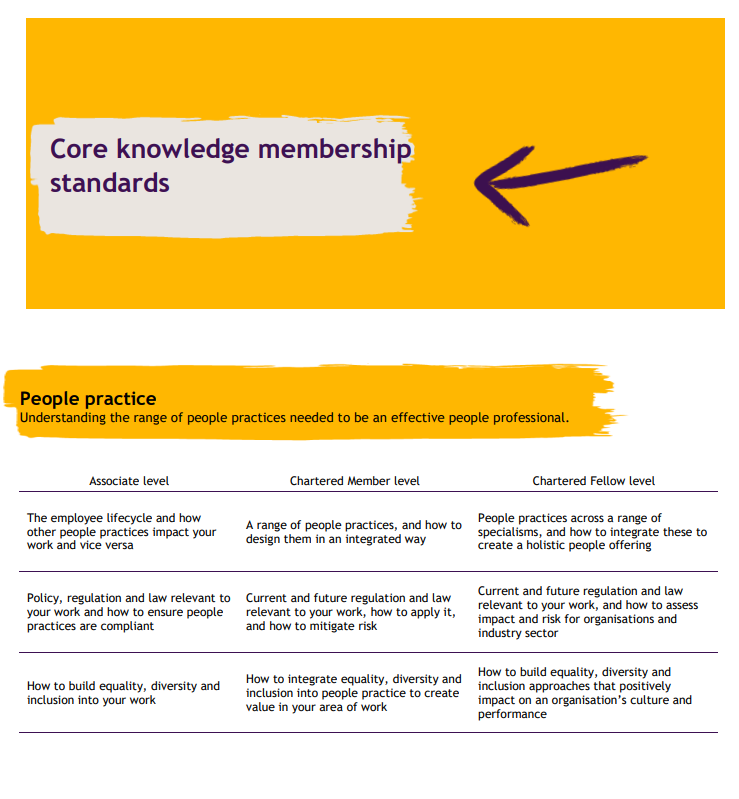 Core knowledge membership
standards
People practice
Understanding the range of people practices needed to be an effective people professional.
Associate level
Chartered Member level
Chartered Fellow level
The employee lifecycle and how
other people practices impact your
work and vice versa
A range of people practices, and how to
design them in an integrated way
People practices across a range of
specialisms, and how to integrate these to
create a holistic people offering
Policy, regulation and law relevant to
your work and how to ensure people
practices are compliant
Current and future regulation and law
relevant to your work, how to apply it,
and how to mitigate risk
Current and future regulation and law
relevant to your work, and how to assess
impact and risk for organisations and
industry sector
How to build equality, diversity and
inclusion into your work
How to integrate equality, diversity and
inclusion into people practice to create
value in your area of work
How to build equality, diversity and
inclusion approaches that positively
impact on an organisation’s culture and
performance